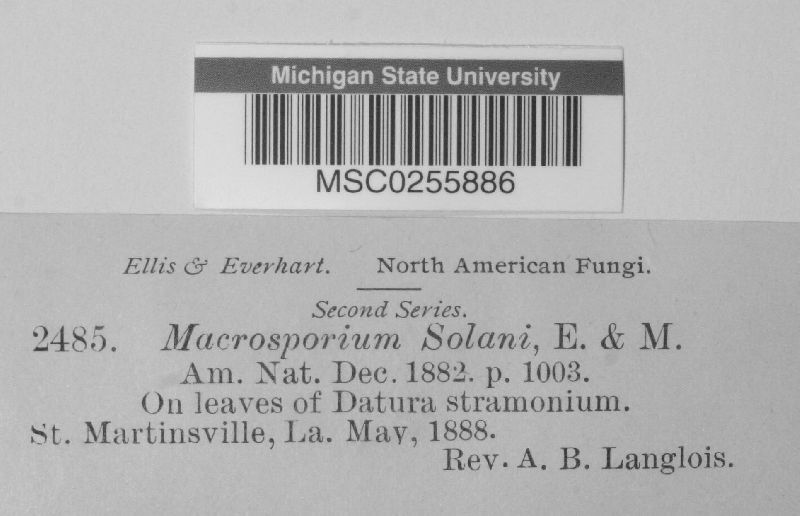 Michigan State University
MSC0255886
Ellis & Everhart. North American Fungi.
Second Series.
2485. Macrosporium Solani, E. & M.
Am. Nat. Dec. 1882. p. 1003.
On leaves of Datura stramonium.
St. Martinsville, La. May, 1888.
Rev. A. B. Langlois.